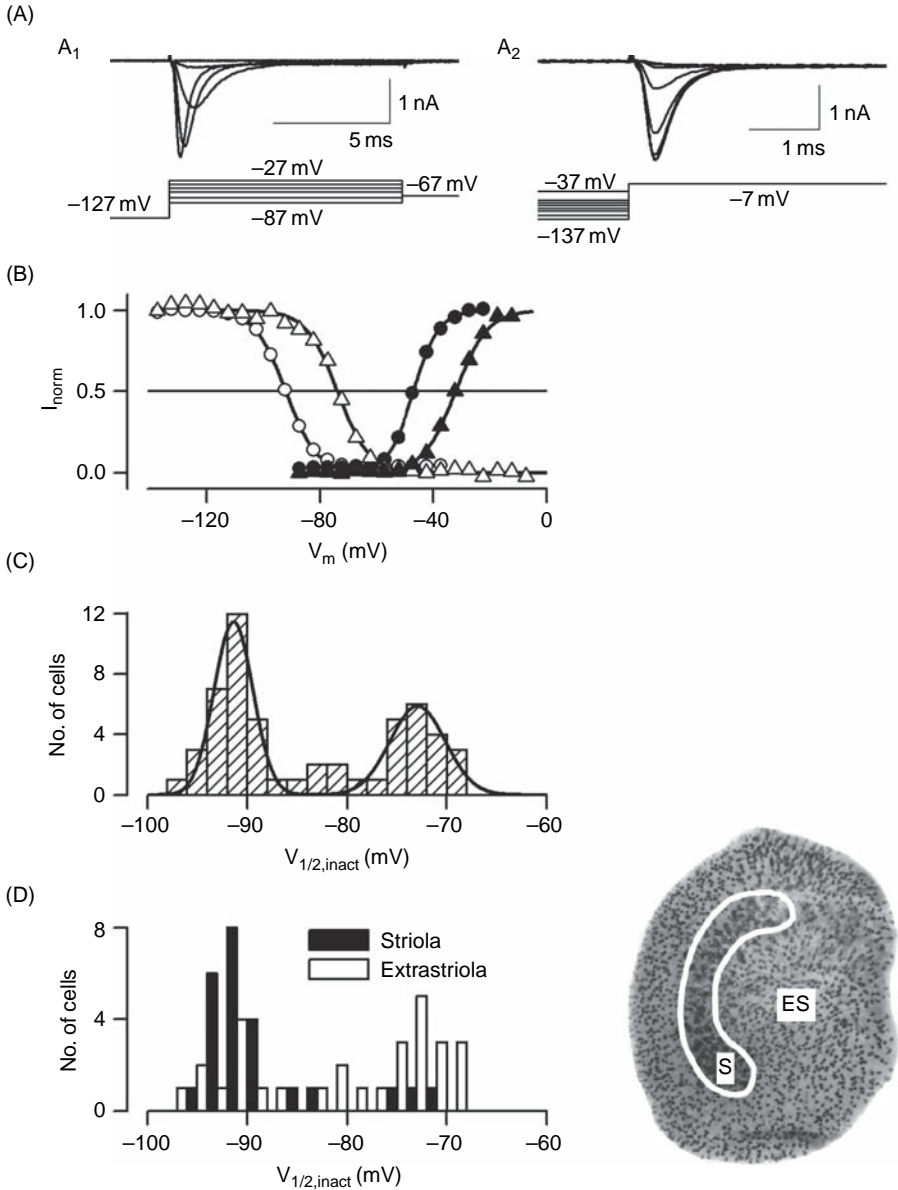 (A)
A1
A2
1 nA
5 ms
1 nA
1 ms
–27 mV
–67 mV
–127 mV
–87 mV
–37 mV
–7 mV
–137 mV
(B)
1.0
0.5
0.0
Inorm
–120
–80
–40
0
Vm (mV)
(C)
12
8
4
0
No. of cells
–100
–90
–80
–70
–60
V1/2,inact (mV)
(D)
8
4
0
No. of cells
Striola
Extrastriola
–100
–90
–80
–70
–60
V1/2,inact (mV)
ES
S